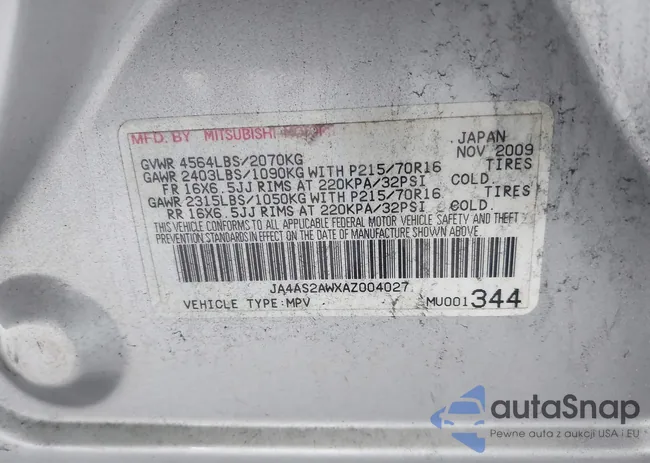 MFD. BY MITSUBISHI MOTORS JAPAN
GVWR 4564LBS/2070KG NOV 2009
GAWR 2403LBS/1090KG WITH P215/70R16 TIRES
FR 16X6.5JJ RIMS AT 220KPA/32PSI COLD.
GAWR 2315LBS/1050KG WITH P215/70R16 TIRES
RR 16X6.5JJ RIMS AT 220KPA/32PSI COLD.
THIS VEHICLE CONFORMS TO ALL APPLICABLE FEDERAL MOTOR VEHICLE SAFETY AND THEFT
PREVENTION STANDARDS IN EFFECT ON THE DATE OF MANUFACTURE SHOWN ABOVE.
JA4AS2AWXAZ004027
VEHICLE TYPE:MPV MU001344
autaSnap
Pewne auta z aukcji USA i EU